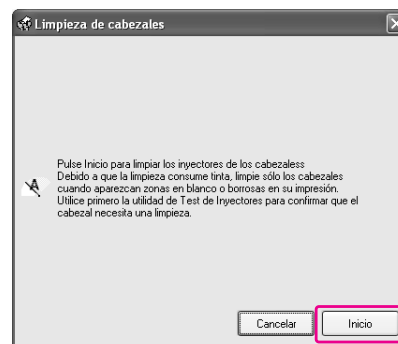 Limpieza de cabezales
Pulse Inicio para limpiar los inyectores de los cabezaless
Debido a que la limpieza consume tinta, limpie sólo los cabezales
cuando aparezcan zonas en blanco o borrosas en su impresión.
Utilice primero la utilidad de Test de Inyectores para confirmar que el
cabezal necesita una limpieza.
Cancelar Inicio